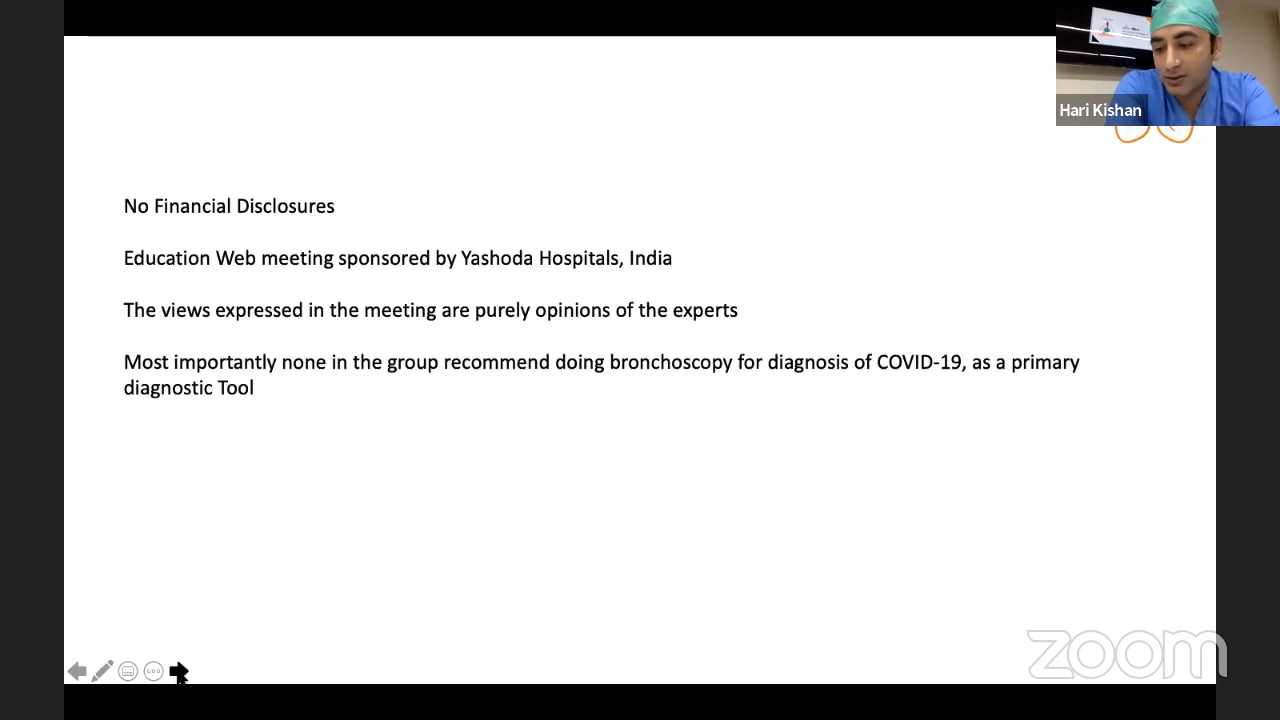 Hari Kishan
No Financial Disclosures
Education Web meeting sponsored by Yashoda Hospitals, India
The views expressed in the meeting are purely opinions of the experts
Most importantly none in the group recommend doing bronchoscopy for diagnosis of COVID-19, as a primary
diagnostic Tool
zoom